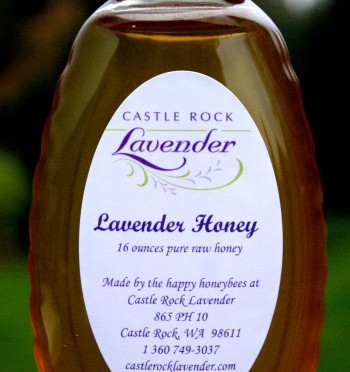 CASTLE ROCK
Lavender
Lavender Honey
16 ounces pure raw honey
Made by the happy honeybees at
Castle Rock Lavender
865 PH 10
Castle Rock, WA 98611
1 360 749-3037
castlerocklavender.com